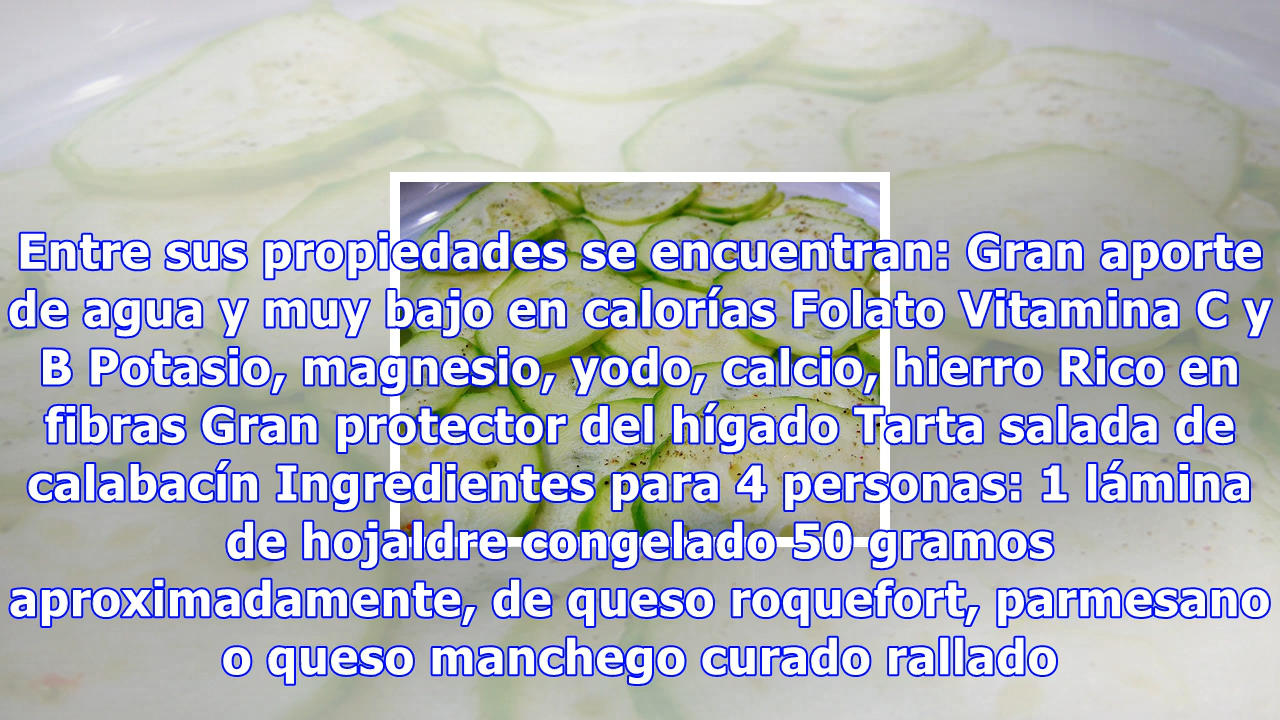 Entre sus propiedades se encuentran: Gran aporte
de agua y muy bajo en calorías Folato Vitamina C y
B Potasio, magnesio, yodo, calcio, hierro Rico en
fibras Gran protector del hígado Tarta salada de
calabacín Ingredientes para 4 personas: 1 lámina
de hojaldre congelado 50 gramos
aproximadamente, de queso roquefort, parmesano
o queso manchego curado rallado